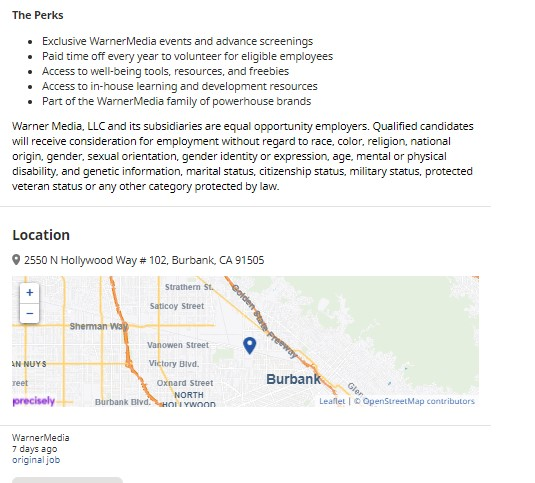 The Perks
Exclusive WarnerMedia events and advance screenings
Paid time off every year to volunteer for eligible employees
Access to well-being tools, resources, and freebies
Access to in-house learning and development resources
Part of the WarnerMedia family of powerhouse brands
Warner Media, LLC and its subsidiaries are equal opportunity employers. Qualified candidates
will receive consideration for employment without regard to race, color, religion, national
origin, gender, sexual orientation, gender identity or expression, age, mental or physical
disability, and genetic information, marital status, citizenship status, military status, protected
veteran status or any other category protected by law.
Location
2550 N Hollywood Way # 102, Burbank, CA 91505
+
−
Strathern St.
Golden State Freeway
Saticoy Street
Sherman Way
Vanowen Street
AN NUYS
Victory Blvd.
reet
Oxnard Street
Burbank
Glen
NORTH
HOLLYWOOD
precisely
Burbank Blvd.
Leaflet | © OpenStreetMap contributors
WarnerMedia
7 days ago
original job